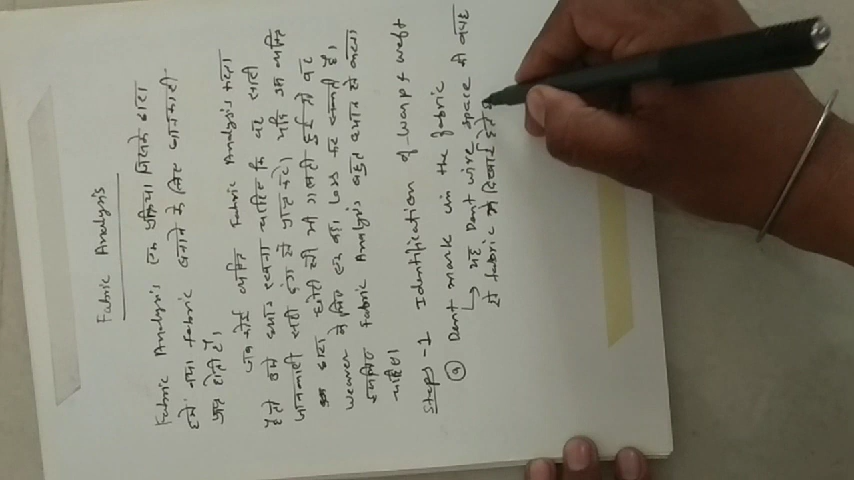 Fabric Analysis
Fabric Analysis एक प्रक्रिया जिसके द्वारा
हमें नया fabric बनाने के लिए जानकारी
प्राप्त होती है,
जब कोई व्यक्ति Fabric Analysis करता
है तो उसे ध्यान रखना चाहिए कि वह सारी
जानकारी सही ढंग से प्राप्त करे। यदि उस व्यक्ति
के द्वारा छोटी सी भी गलती हुई तो वह
Weaver के लिए एक बड़ा Loss कर सकती है,
इसलिए Fabric Analysis बहुत ध्यान से करना
चाहिए।
Steps-1 Identification of warp & weft
(a) Dent mark in the fabric
↳ यह Dent wire space की वजह
से fabric में दिखाई देते